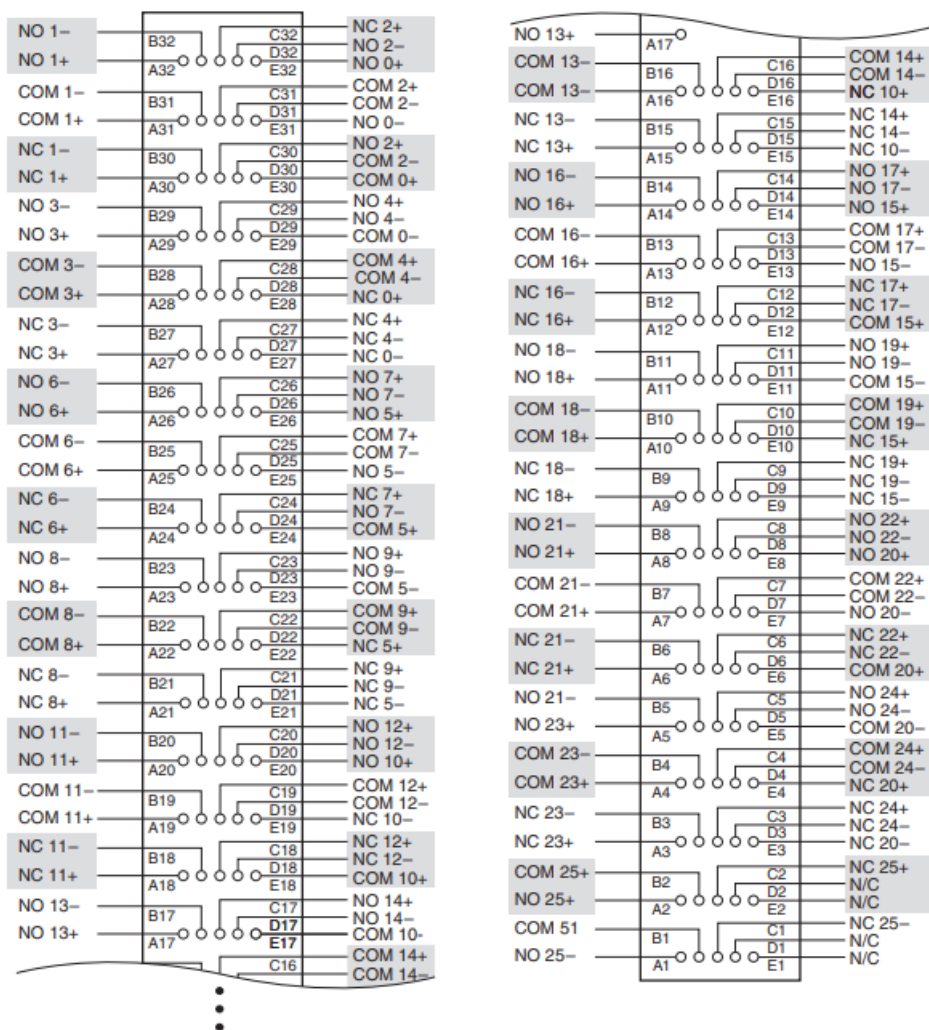 NO 1– B32 C32 NC 2+
D32 NO 2–
NO 1+ A32 E32 NO 0+
COM 1– B31 C31 COM 2+
D31 COM 2–
COM 1+ A31 E31 NO 0–
NC 1– B30 C30 NO 2+
D30 COM 2–
NC 1+ A30 E30 COM 0+
NO 3– B29 C29 NO 4+
D29 NO 4–
NO 3+ A29 E29 COM 0–
COM 3– B28 C28 COM 4+
D28 COM 4–
COM 3+ A28 E28 NC 0+
NC 3– B27 C27 NC 4+
D27 NC 4–
NC 3+ A27 E27 NC 0–
NO 6– B26 C26 NO 7+
D26 NO 7–
NO 6+ A26 E26 NO 5+
COM 6– B25 C25 COM 7+
D25 COM 7–
COM 6+ A25 E25 NO 5–
NC 6– B24 C24 NC 7+
D24 NO 7–
NC 6+ A24 E24 COM 5+
NO 8– B23 C23 NO 9+
D23 NO 9–
NO 8+ A23 E23 COM 5–
COM 8– B22 C22 COM 9+
D22 COM 9–
COM 8+ A22 E22 NC 5+
NC 8– B21 C21 NC 9+
D21 NC 9–
NC 8+ A21 E21 NC 5–
NO 11– B20 C20 NO 12+
D20 NO 12–
NO 11+ A20 E20 NO 10+
COM 11– B19 C19 COM 12+
D19 COM 12–
COM 11+ A19 E19 NC 10–
NC 11– B18 C18 NC 12+
D18 NC 12–
NC 11+ A18 E18 COM 10+
NO 13– B17 C17 NO 14+
D17 NO 14–
NO 13+ A17 E17 COM 10-
C16 COM 14+
COM 14–
NO 13+ A17
COM 13– B16 C16 COM 14+
D16 COM 14–
COM 13– A16 E16 NC 10+
NC 13– B15 C15 NC 14+
D15 NC 14–
NC 13+ A15 E15 NC 10–
NO 16– B14 C14 NO 17+
D14 NO 17–
NO 16+ A14 E14 NO 15+
COM 16– B13 C13 COM 17+
D13 COM 17–
COM 16+ A13 E13 NO 15–
NC 16– B12 C12 NC 17+
D12 NC 17–
NC 16+ A12 E12 COM 15+
NO 18– B11 C11 NO 19+
D11 NO 19–
NO 18+ A11 E11 COM 15–
COM 18– B10 C10 COM 19+
D10 COM 19–
COM 18+ A10 E10 NC 15+
NC 18– B9 C9 NC 19+
D9 NC 19–
NC 18+ A9 E9 NC 15–
NO 21– B8 C8 NO 22+
D8 NO 22–
NO 21+ A8 E8 NO 20+
COM 21– B7 C7 COM 22+
D7 COM 22–
COM 21+ A7 E7 NO 20–
NC 21– B6 C6 NC 22+
D6 NC 22–
NC 21+ A6 E6 COM 20+
NO 21– B5 C5 NO 24+
D5 NO 24–
NO 23+ A5 E5 COM 20–
COM 23– B4 C4 COM 24+
D4 COM 24–
COM 23+ A4 E4 NC 20+
NC 23– B3 C3 NC 24+
D3 NC 24–
NC 23+ A3 E3 NC 20–
COM 25+ B2 C2 NC 25+
D2 N/C
NO 25+ A2 E2 N/C
COM 51 B1 C1 NC 25–
D1 N/C
NO 25– A1 E1 N/C